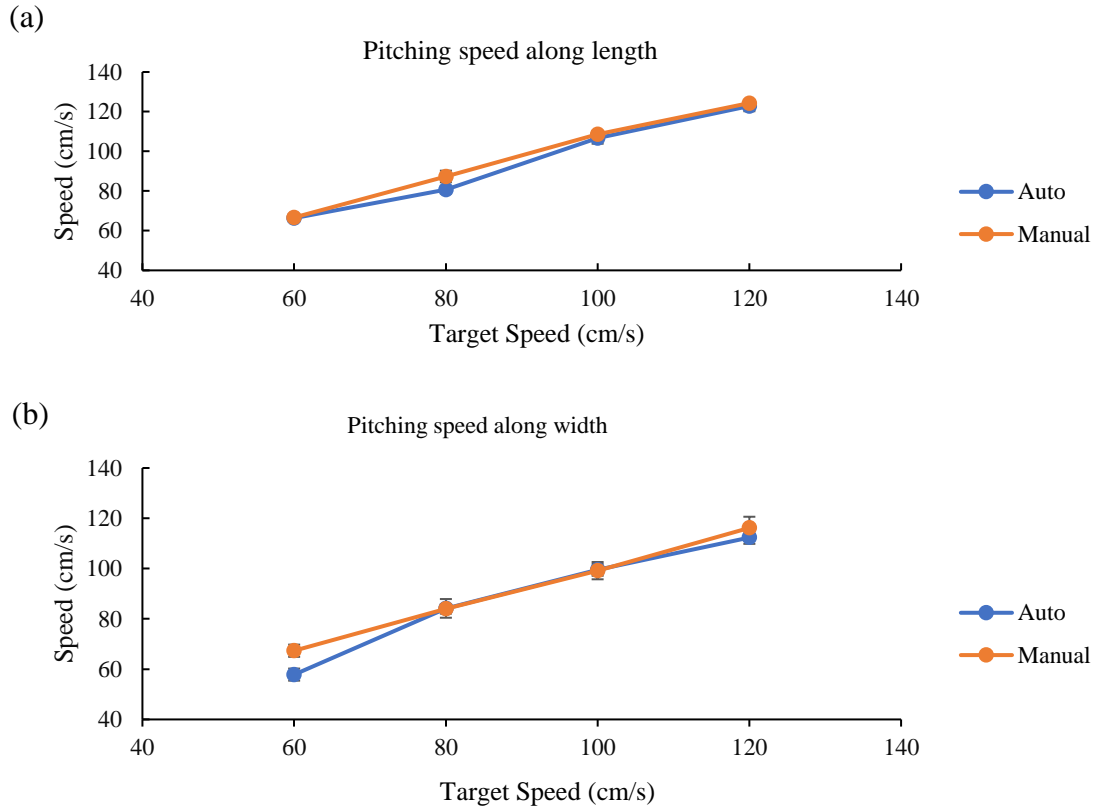 (a)
Pitching speed along length
140
120
100
80
60
40
Speed (cm/s)
40 60 80 100 120 140
Target Speed (cm/s)
Auto
Manual
(b)
Pitching speed along width
140
120
100
80
60
40
Speed (cm/s)
40 60 80 100 120 140
Target Speed (cm/s)
Auto
Manual